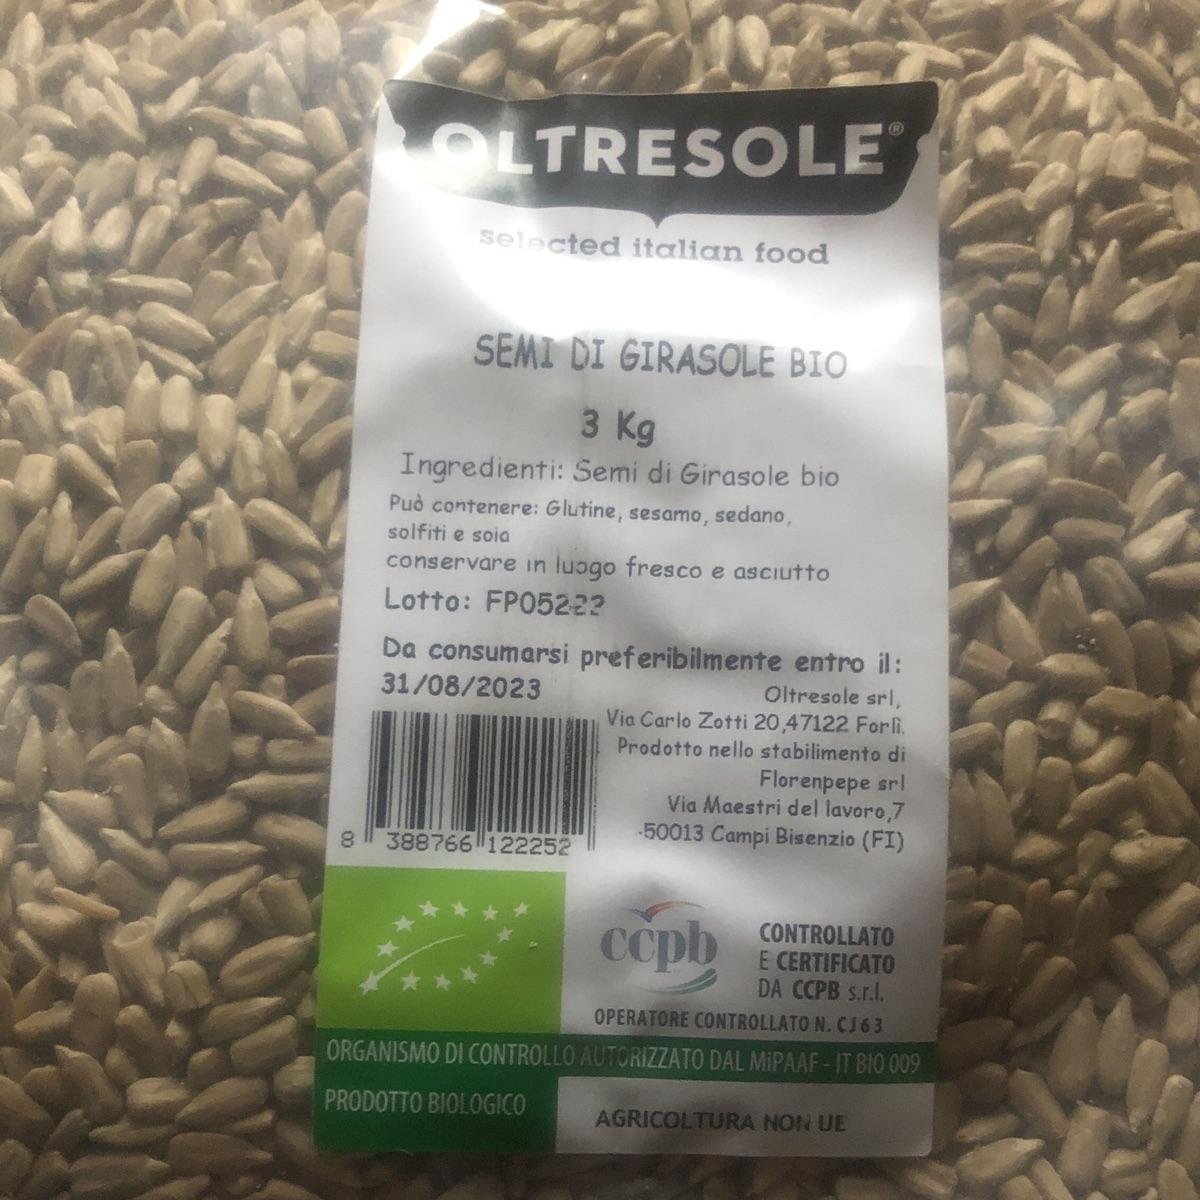 OLTRESOLE®
selected italian food
SEMI DI GIRASOLE BIO
3 Kg
Ingredienti: Semi di Girasole bio
Può contenere: Glutine, sesamo, sedano,
solfiti e soia
conservare in luogo fresco e asciutto
Lotto: FP05222
Da consumarsi preferibilmente entro il:
31/08/2023
Oltresole srl,
Via Carlo Zotti 20,47122 Forlì.
Prodotto nello stabilimento di
Florenpepe srl
Via Maestri del lavoro,7
-50013 Campi Bisenzio (FI)
8 388766 122252
ccpb
CONTROLLATO
E CERTIFICATO
DA CCPB s.r.l.
OPERATORE CONTROLLATO N. CJ63
ORGANISMO DI CONTROLLO AUTORIZZATO DAL MiPAAF - IT BIO 009
PRODOTTO BIOLOGICO
AGRICOLTURA NON UE